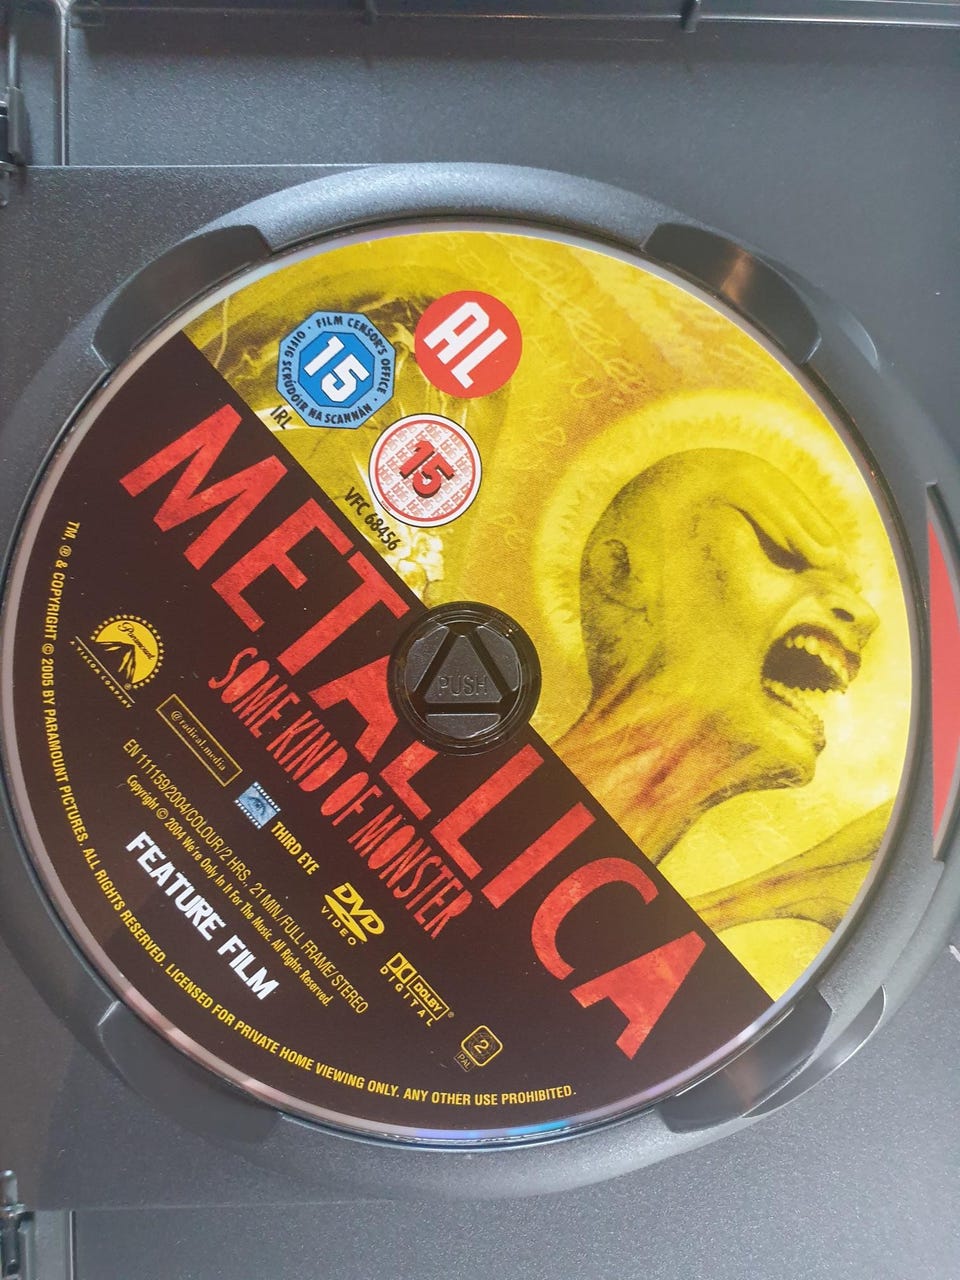 AL
FILM CENSOR'S OFFICE
15
OIFIG SCRÚDÓIR NA SCANNÁN
IRL
15
VFC 68456
METALLICA
SOME KIND OF MONSTER
PUSH
Paramount
A VIACOM COMPANY
@radical.media
THIRD EYE
EN 111159/2004/COLOUR/2 HRS., 21 MIN./FULL FRAME/STEREO
Copyright © 2004 We're Only In It For The Music. All Rights Reserved.
FEATURE FILM
DVD
VIDEO
DOLBY
DIGITAL
2
PAL
TM, ® & COPYRIGHT © 2005 BY PARAMOUNT PICTURES. ALL RIGHTS RESERVED. LICENSED FOR PRIVATE HOME VIEWING ONLY. ANY OTHER USE PROHIBITED.